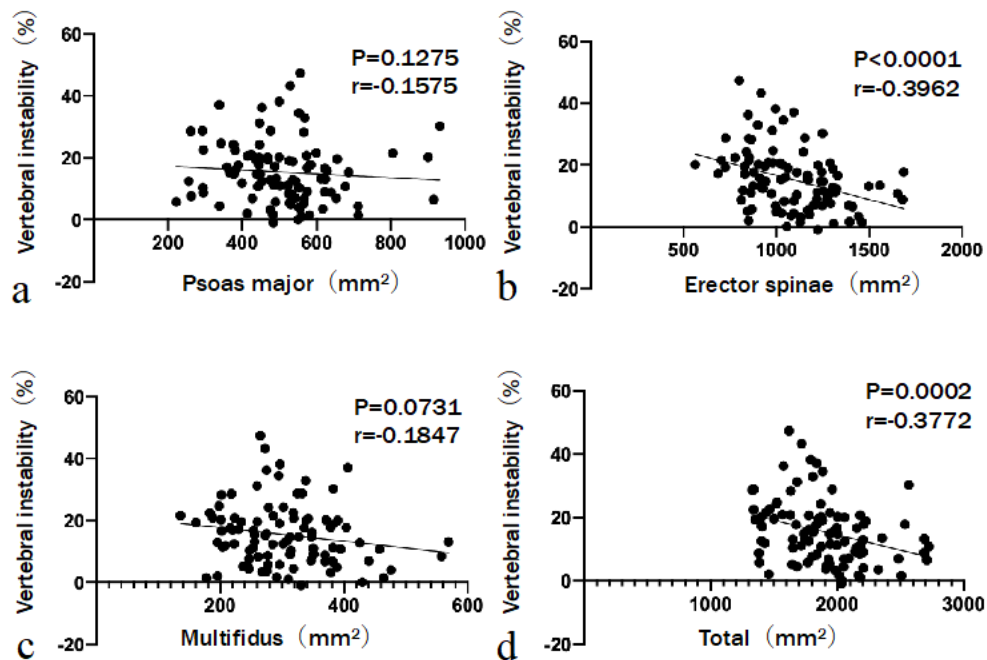 a
Vertebral instability (%)
60
40
20
0
-20
200
400
600
800
1000
Psoas major (mm²)
P=0.1275
r=-0.1575
b
Vertebral instability (%)
60
40
20
0
-20
500
1000
1500
2000
Erector spinae (mm²)
P<0.0001
r=-0.3962
c
Vertebral instability (%)
60
40
20
0
-20
200
400
600
Multifidus (mm²)
P=0.0731
r=-0.1847
d
Vertebral instability (%)
60
40
20
0
-20
1000
2000
3000
Total (mm²)
P=0.0002
r=-0.3772